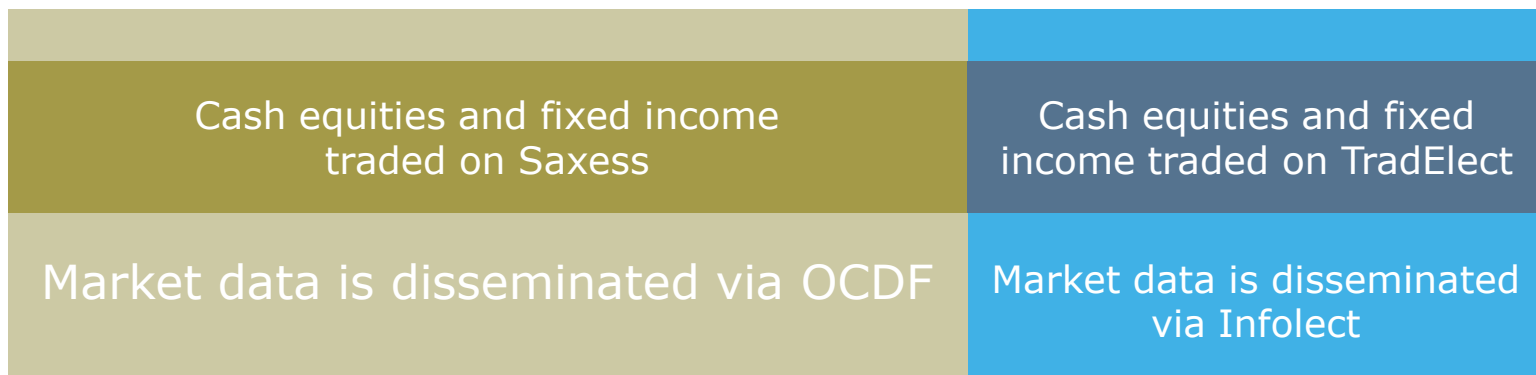 Cash equities and fixed income
traded on Saxess
Cash equities and fixed
income traded on TradElect
Market data is disseminated via OCDF
Market data is disseminated
via Infolect